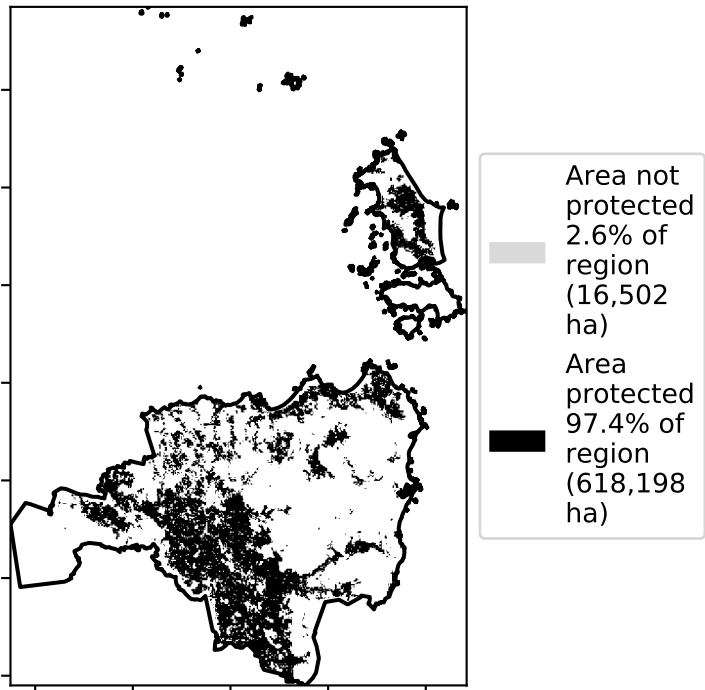 Area not
protected
2.6% of
region
(16,502
ha)
Area
protected
97.4% of
region
(618,198
ha)